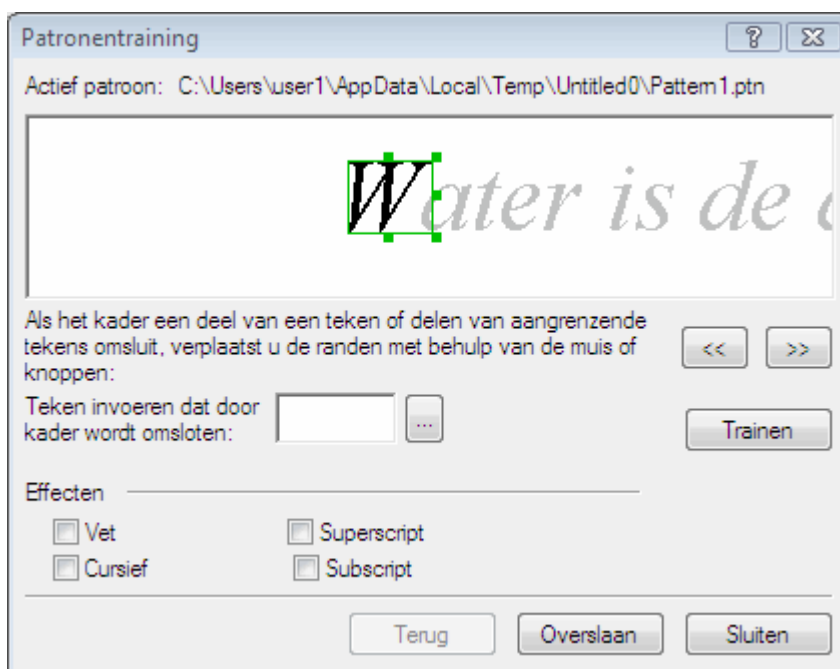 Patronentraining
Actief patroon: C:\Users\user1\AppData\Local\Temp\Untitled0\Pattern1.ptn
Water is de
Als het kader een deel van een teken of delen van aangrenzende
tekens omsluit, verplaatst u de randen met behulp van de muis of
knoppen:
<< >>
Teken invoeren dat door
kader wordt omsloten:
...
Trainen
Effecten
Vet Superscript
Cursief Subscript
Terug Overslaan Sluiten